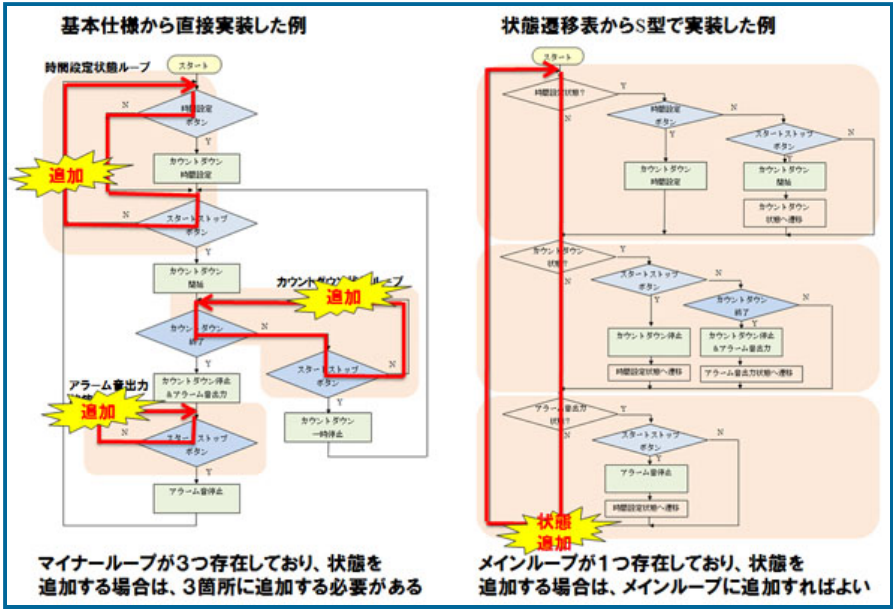 基本仕様から直接実装した例
時間設定状態ループ
スタート
N
時間設定
ボタン
Y
追加
カウントダウン
時間設定
N
スタートストップ
ボタン
Y
カウントダウン
開始
追加
カウントダウン
終了
N
Y
スタートストップ
ボタン
N
Y
アラーム音出力
追加
カウントダウン停止
&アラーム音出力
カウントダウン
一時停止
N
スタートストップ
ボタン
Y
アラーム音停止
マイナーループが3つ存在しており、状態を
追加する場合は、3箇所に追加する必要がある
状態遷移表からS型で実装した例
スタート
時間設定状態?
Y
N
時間設定
ボタン
N
Y
スタートストップ
ボタン
N
Y
カウントダウン
時間設定
カウントダウン
開始
カウントダウン
状態へ遷移
カウントダウン
状態?
Y
N
スタートストップ
ボタン
N
Y
カウントダウン
終了
N
Y
カウントダウン停止
カウントダウン停止
&アラーム音出力
時間設定状態へ遷移
アラーム音出力状態へ遷移
アラーム音出力
状態?
Y
N
スタートストップ
ボタン
N
Y
アラーム音停止
時間設定状態へ遷移
状態
追加
メインループが1つ存在しており、状態を
追加する場合は、メインループに追加すればよい